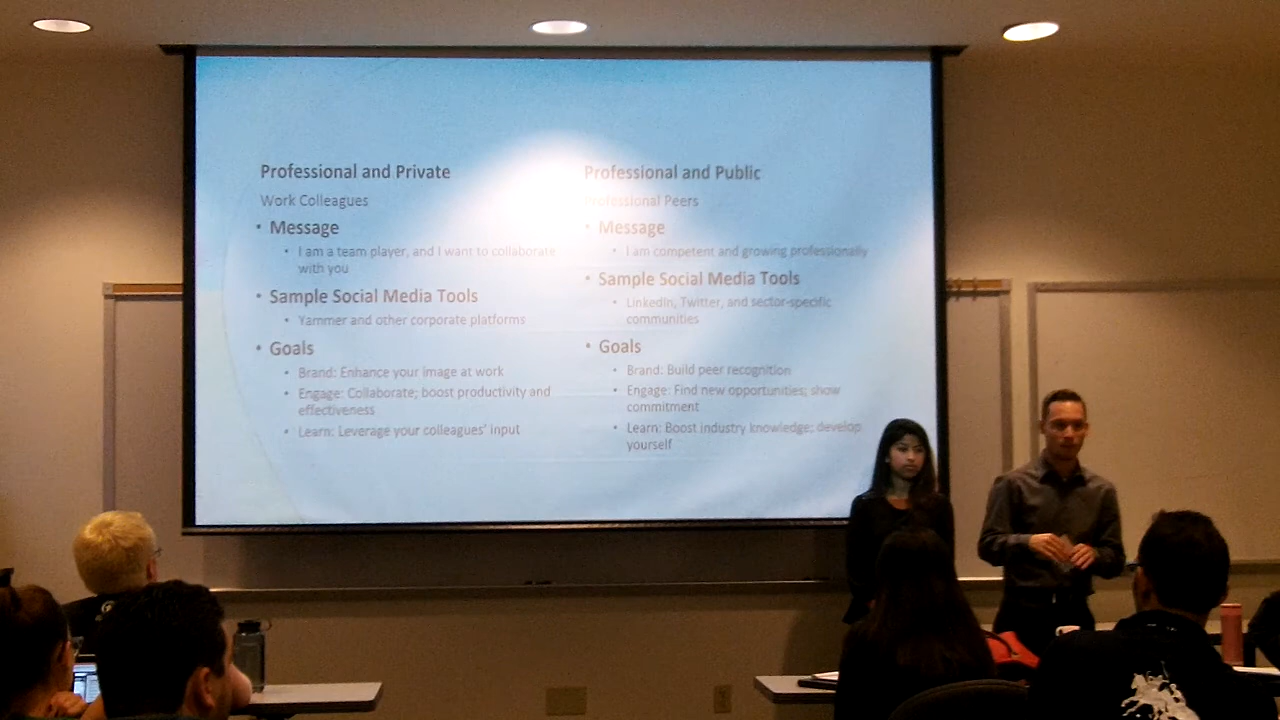 Professional and Private
Work Colleagues
• Message
• I am a team player, and I want to collaborate
with you
• Sample Social Media Tools
• Yammer and other corporate platforms
• Goals
• Brand: Enhance your image at work
• Engage: Collaborate; boost productivity and
effectiveness
• Learn: Leverage your colleagues' input
Professional and Public
Professional Peers
• Message
• I am competent and growing professionally
• Sample Social Media Tools
• LinkedIn, Twitter, and sector-specific
communities
• Goals
• Brand: Build peer recognition
• Engage: Find new opportunities; show
commitment
• Learn: Boost industry knowledge; develop
yourself